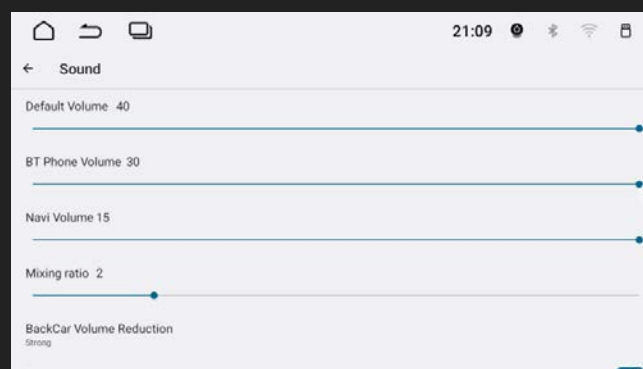 21:09
Sound
Default Volume 40
BT Phone Volume 30
Navi Volume 15
Mixing ratio 2
BackCar Volume Reduction
Strong